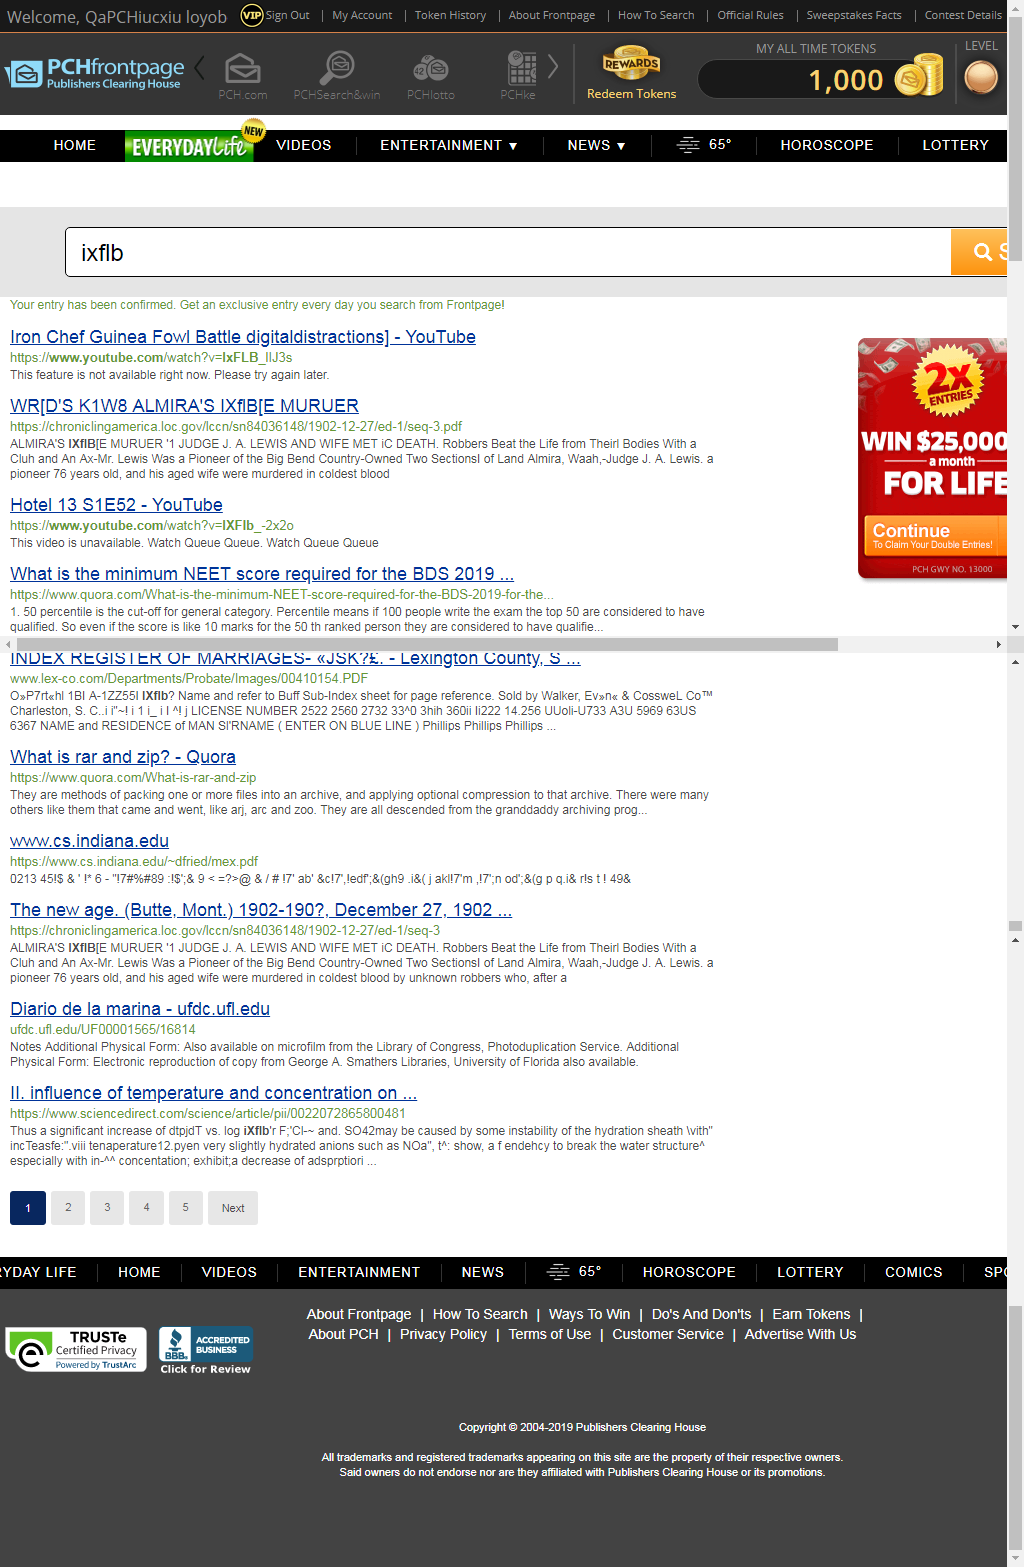 Welcome, QaPCHiucxiu loyob VIP Sign Out | My Account | Token History | About Frontpage | How To Search | Official Rules | Sweepstakes Facts | Contest Details
PCHfrontpage
Publishers Clearing House
PCH.com PCHSearch&win PCHlotto PCHke
42
REWARDS
Redeem Tokens
MY ALL TIME TOKENS
1,000
LEVEL
HOME EVERYDAY Life NEW VIDEOS ENTERTAINMENT ▼ NEWS ▼ 65° HOROSCOPE LOTTERY
ixflb
S
Your entry has been confirmed. Get an exclusive entry every day you search from Frontpage!
Iron Chef Guinea Fowl Battle digitaldistractions] - YouTube
https://www.youtube.com/watch?v=IxFLB_IlJ3s
This feature is not available right now. Please try again later.
WR[D'S K1W8 ALMIRA'S IXflB[E MURUER
https://chroniclingamerica.loc.gov/lccn/sn84036148/1902-12-27/ed-1/seq-3.pdf
ALMIRA'S IXflB[E MURUER '1 JUDGE J. A. LEWIS AND WIFE MET iC DEATH. Robbers Beat the Life from Theirl Bodies With a
Cluh and An Ax-Mr. Lewis Was a Pioneer of the Big Bend Country-Owned Two SectionsI of Land Almira, Waah,-Judge J. A. Lewis. a
pioneer 76 years old, and his aged wife were murdered in coldest blood
Hotel 13 S1E52 - YouTube
https://www.youtube.com/watch?v=IXFlb_-2x2o
This video is unavailable. Watch Queue Queue. Watch Queue Queue
What is the minimum NEET score required for the BDS 2019 ...
https://www.quora.com/What-is-the-minimum-NEET-score-required-for-the-BDS-2019-for-the...
1. 50 percentile is the cut-off for general category. Percentile means if 100 people write the exam the top 50 are considered to have
qualified. So even if the score is like 10 marks for the 50 th ranked person they are considered to have qualifie...
2X
ENTRIES
WIN $25,000
a month
FOR LIFE
Continue
To Claim Your Double Entries!
PCH GWY NO. 13000
INDEX REGISTER OF MARRIAGES- «JSK?£. - Lexington County, S ...
www.lex-co.com/Departments/Probate/Images/00410154.PDF
O»P7rt«hl 1BI A-1ZZ55I IXflb? Name and refer to Buff Sub-Index sheet for page reference. Sold by Walker, Ev»n« & CossweL Co™
Charleston, S. C..i i"~! i 1 i_ i I ^! j LICENSE NUMBER 2522 2560 2732 33^0 3hih 360ii Ii222 14.256 UUoli-U733 A3U 5969 63US
6367 NAME and RESIDENCE of MAN SI'RNAME ( ENTER ON BLUE LINE ) Phillips Phillips Phillips ...
What is rar and zip? - Quora
https://www.quora.com/What-is-rar-and-zip
They are methods of packing one or more files into an archive, and applying optional compression to that archive. There were many
others like them that came and went, like arj, arc and zoo. They are all descended from the granddaddy archiving prog...
www.cs.indiana.edu
https://www.cs.indiana.edu/~dfried/mex.pdf
0213 45!$ & ' !* 6 - "!7#%#89 :!$';& 9 < =?>@ & / # !7' ab' &c!7',!edf';&(gh9 .i&( j akl!7'm ,!7';n od';&(g p q.i& r!s t ! 49&
The new age. (Butte, Mont.) 1902-190?, December 27, 1902 ...
https://chroniclingamerica.loc.gov/lccn/sn84036148/1902-12-27/ed-1/seq-3
ALMIRA'S IXflB[E MURUER '1 JUDGE J. A. LEWIS AND WIFE MET iC DEATH. Robbers Beat the Life from Theirl Bodies With a
Cluh and An Ax-Mr. Lewis Was a Pioneer of the Big Bend Country-Owned Two SectionsI of Land Almira, Waah,-Judge J. A. Lewis. a
pioneer 76 years old, and his aged wife were murdered in coldest blood by unknown robbers who, after a
Diario de la marina - ufdc.ufl.edu
ufdc.ufl.edu/UF00001565/16814
Notes Additional Physical Form: Also available on microfilm from the Library of Congress, Photoduplication Service. Additional
Physical Form: Electronic reproduction of copy from George A. Smathers Libraries, University of Florida also available.
II. influence of temperature and concentration on ...
https://www.sciencedirect.com/science/article/pii/0022072865800481
Thus a significant increase of dtpjdT vs. log iXflb'r F;'Cl-~ and. SO42may be caused by some instability of the hydration sheath \vith"
incTeasfe:".viii tenaperature12.pyen very slightly hydrated anions such as NOa", t^: show, a f endehcy to break the water structure^
especially with in-^^ concentation; exhibit;a decrease of adsprptiori ...
1 2 3 4 5 Next
RYDAY LIFE HOME VIDEOS ENTERTAINMENT NEWS 65° HOROSCOPE LOTTERY COMICS SPO
About Frontpage | How To Search | Ways To Win | Do's And Don'ts | Earn Tokens |
About PCH | Privacy Policy | Terms of Use | Customer Service | Advertise With Us
TRUSTe
Certified Privacy
Powered by TrustArc
BBB.
ACCREDITED
BUSINESS
Click for Review
Copyright © 2004-2019 Publishers Clearing House
All trademarks and registered trademarks appearing on this site are the property of their respective owners.
Said owners do not endorse nor are they affiliated with Publishers Clearing House or its promotions.